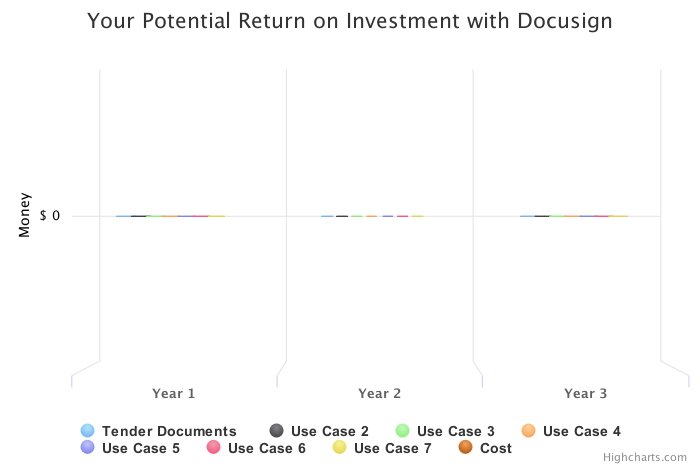 Your Potential Return on Investment with Docusign
Money
$ 0
Year 1 Year 2 Year 3
Tender Documents Use Case 2 Use Case 3 Use Case 4
Use Case 5 Use Case 6 Use Case 7 Cost
Highcharts.com